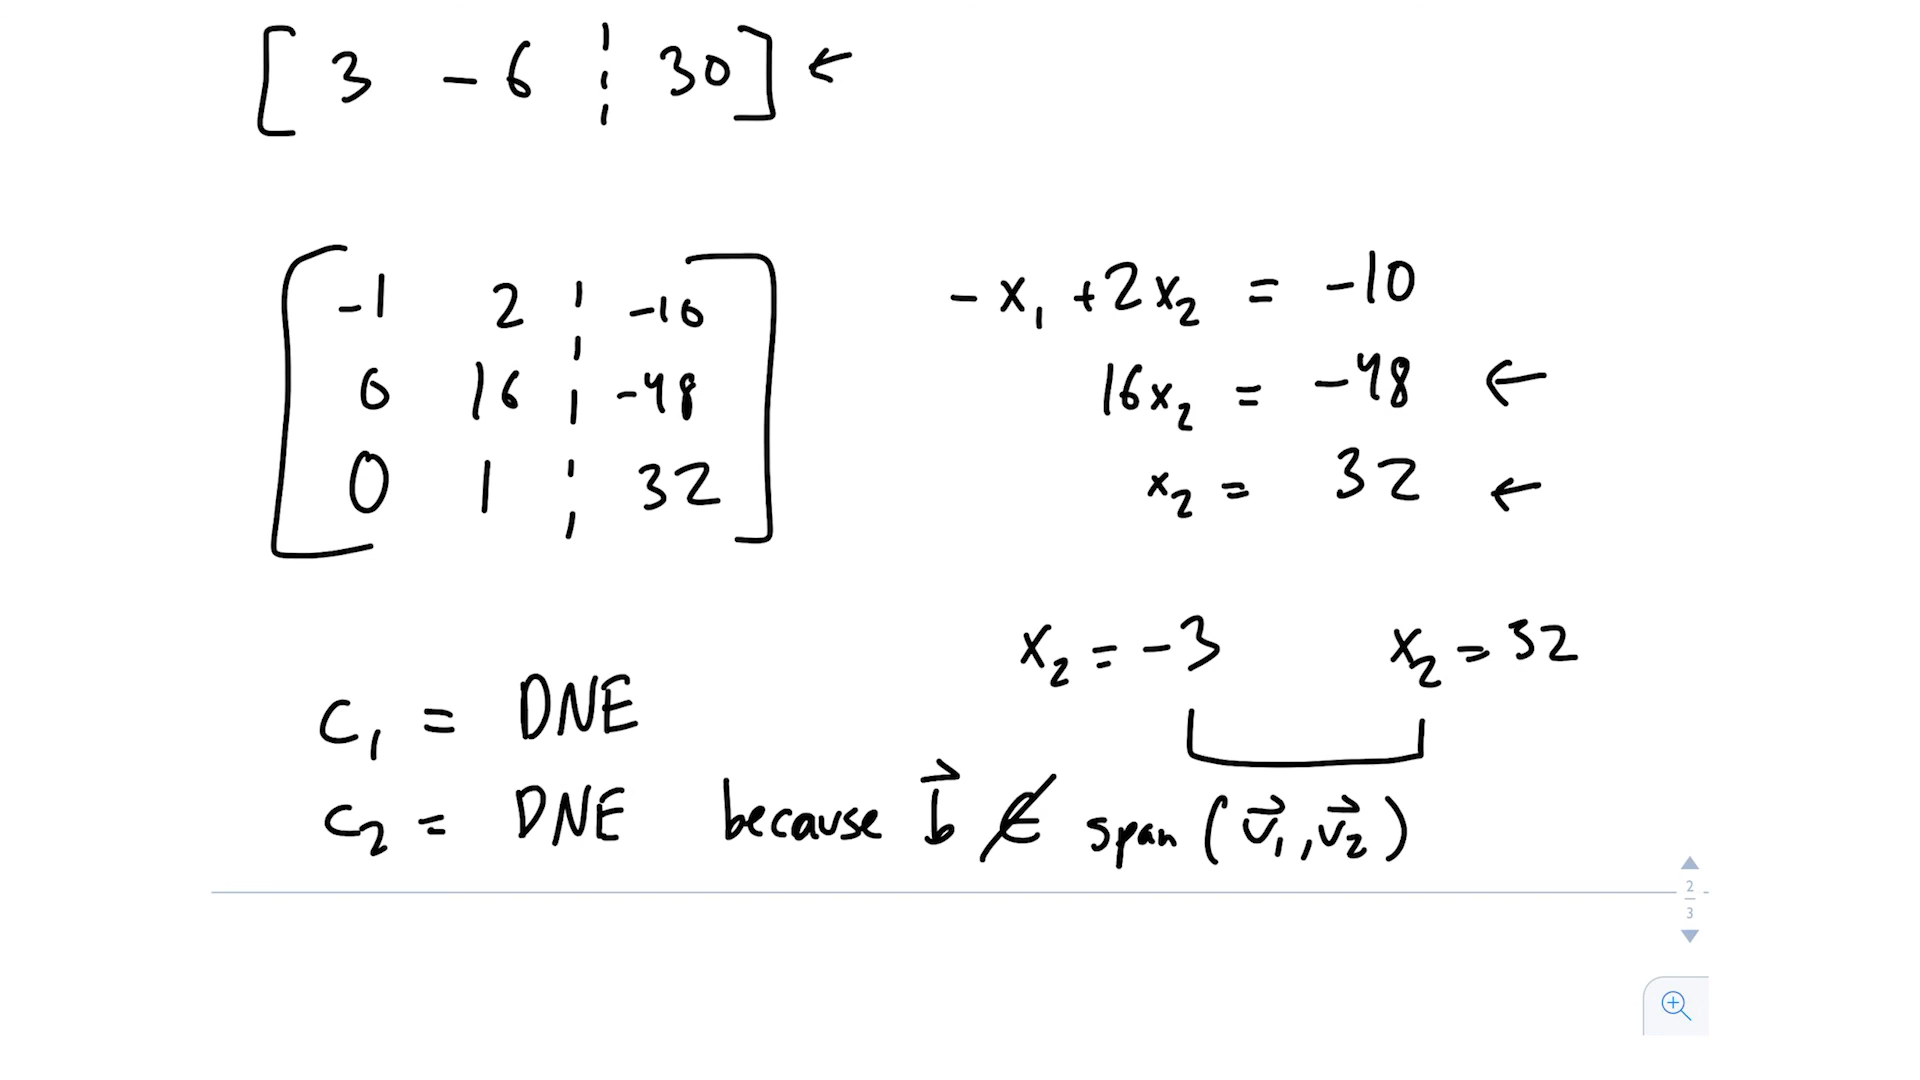 [ 3 -6 ¦ 30 ] ←
-1 2 ¦ -10
0 16 ¦ -48
0 1 ¦ 32
-x₁ + 2x₂ = -10
16x₂ = -48 ←
x₂ = 32 ←
x₂ = -3 x₂ = 32
c₁ = DNE
c₂ = DNE because b⃗ ∉ span (v⃗₁, v⃗₂)
2
3